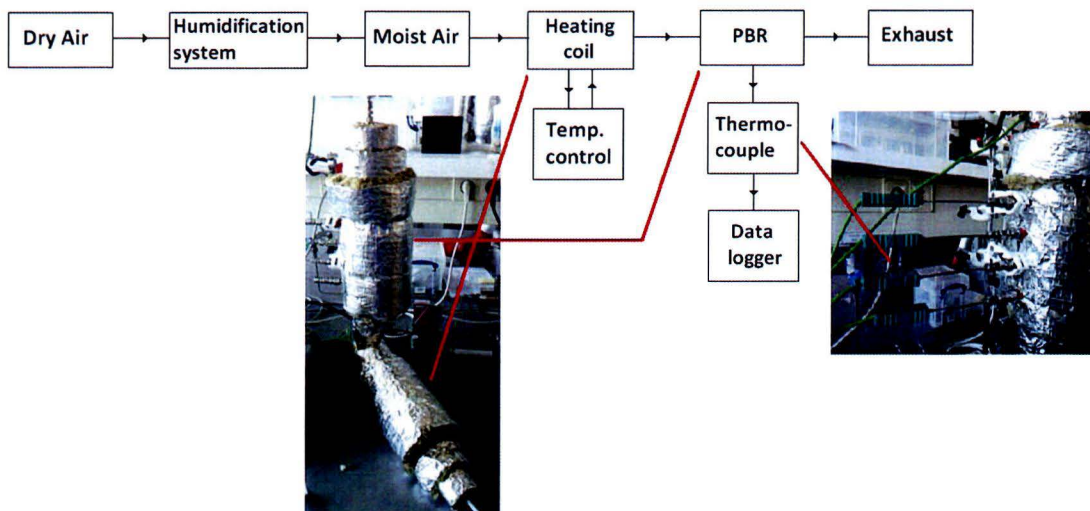 Dry Air
Humidification
system
Moist Air
Heating
coil
PBR
Exhaust
Temp.
control
Thermo-
couple
Data
logger